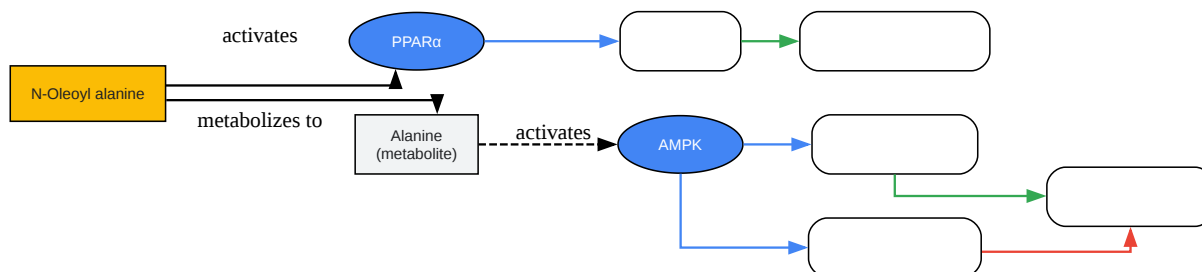 activates
PPARα
N-Oleoyl alanine
metabolizes to
Alanine
(metabolite)
activates
AMPK